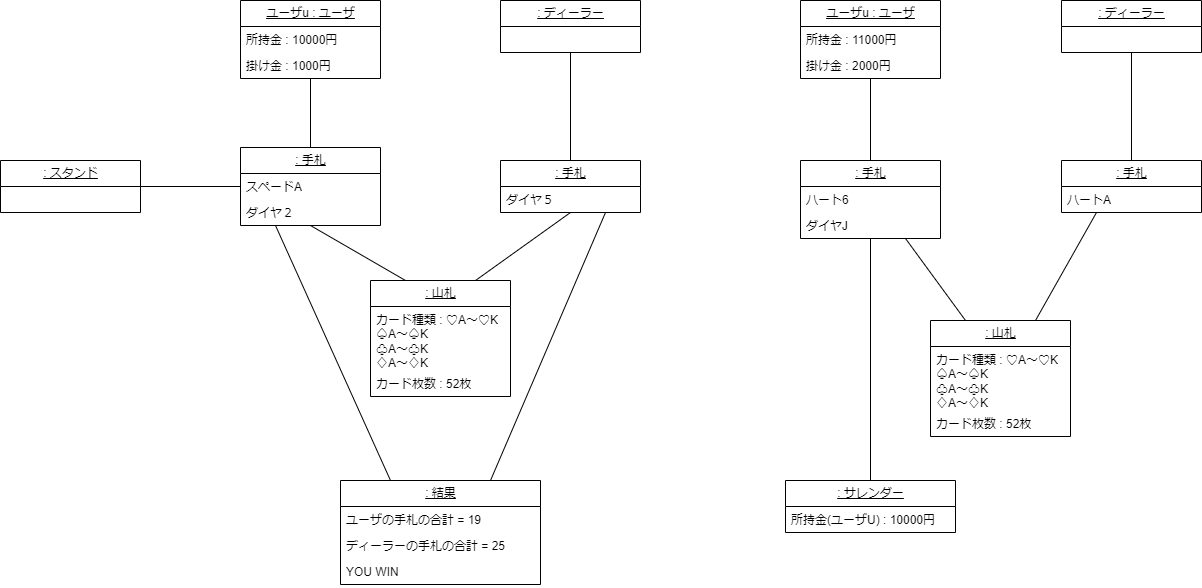 ユーザu : ユーザ
所持金 : 10000円
掛け金 : 1000円
: ディーラー
: スタンド
: 手札
スペードA
ダイヤ２
: 手札
ダイヤ５
: 山札
カード種類 : ♡A～♡K
♤A～♤K
♧A～♧K
♢A～♢K
カード枚数 : 52枚
: 結果
ユーザの手札の合計 = 19
ディーラーの手札の合計 = 25
YOU WIN
ユーザu : ユーザ
所持金 : 11000円
掛け金 : 2000円
: ディーラー
: 手札
ハート6
ダイヤJ
: 手札
ハートA
: 山札
カード種類 : ♡A～♡K
♤A～♤K
♧A～♧K
♢A～♢K
カード枚数 : 52枚
: サレンダー
所持金(ユーザU) : 10000円